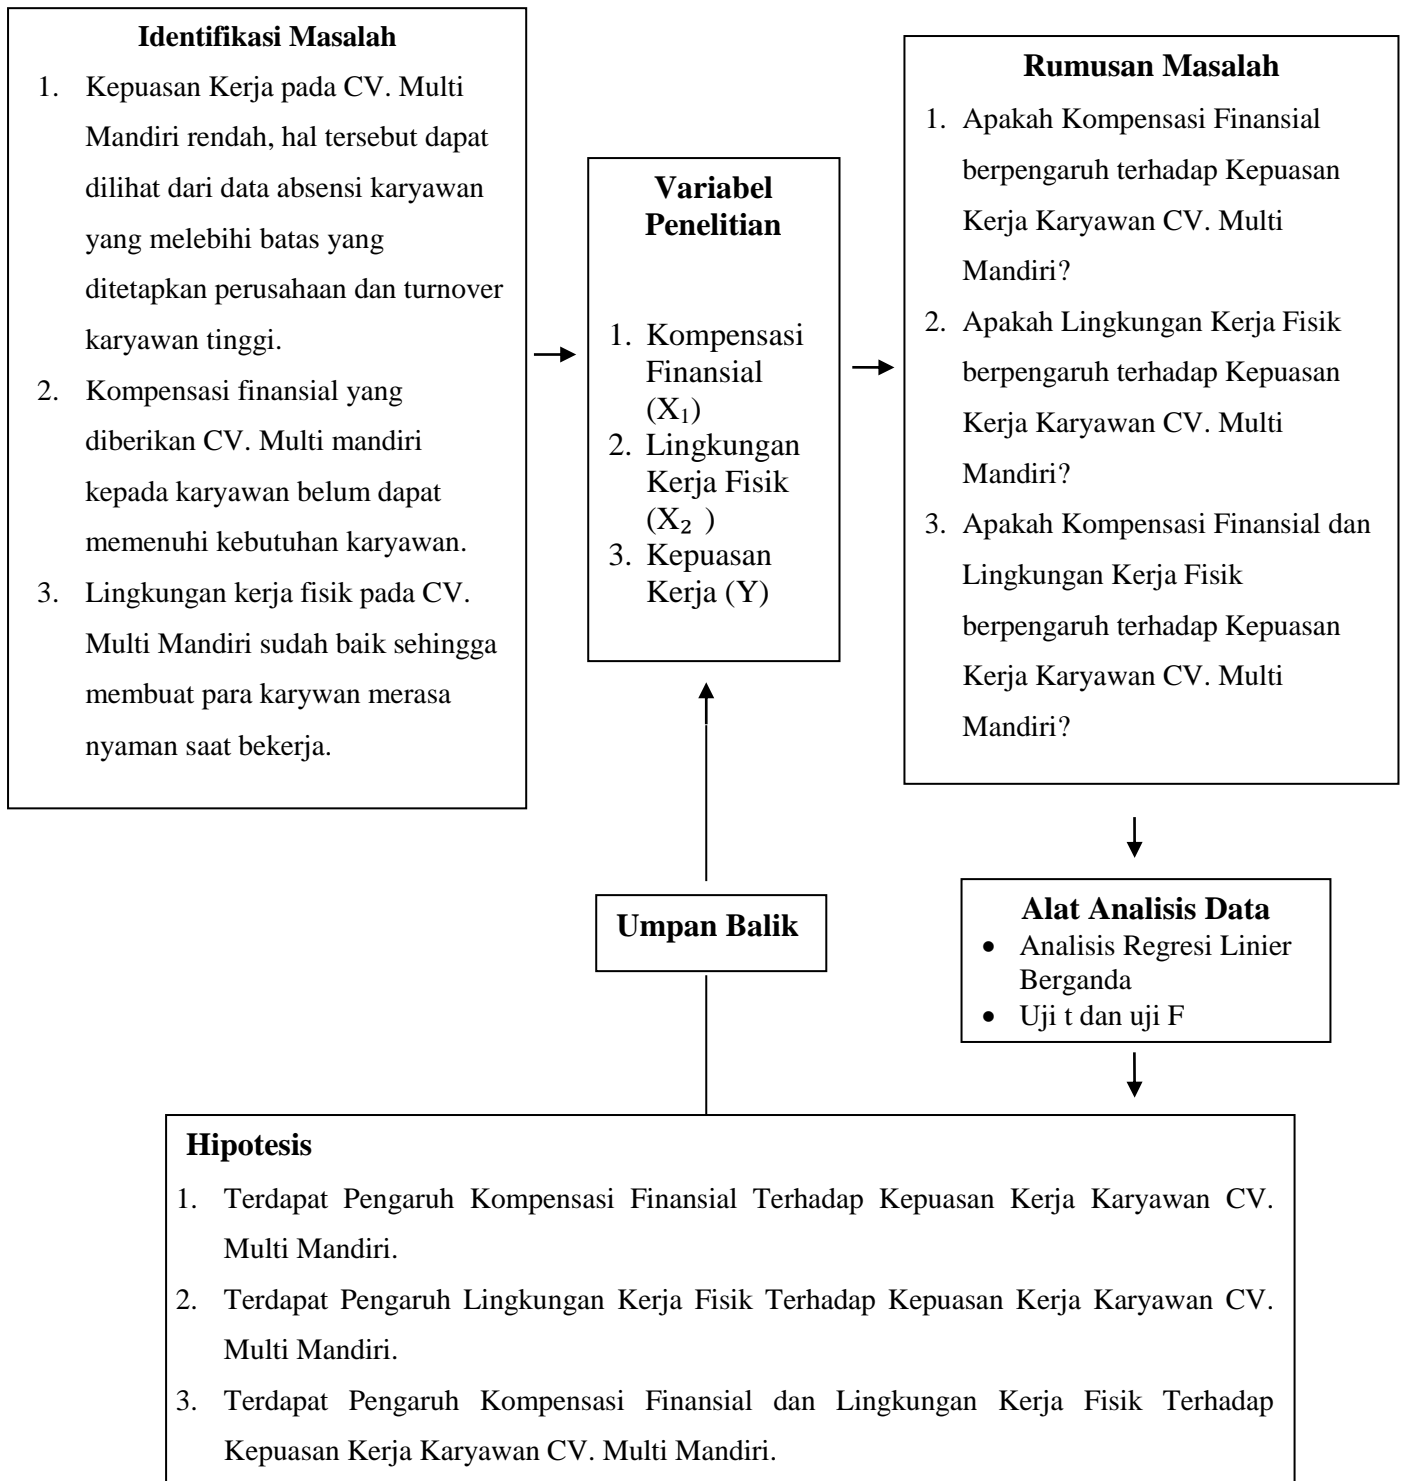 Identifikasi Masalah
1. Kepuasan Kerja pada CV. Multi
Mandiri rendah, hal tersebut dapat
dilihat dari data absensi karyawan
yang melebihi batas yang
ditetapkan perusahaan dan turnover
karyawan tinggi.
2. Kompensasi finansial yang
diberikan CV. Multi mandiri
kepada karyawan belum dapat
memenuhi kebutuhan karyawan.
3. Lingkungan kerja fisik pada CV.
Multi Mandiri sudah baik sehingga
membuat para karywan merasa
nyaman saat bekerja.
Variabel
Penelitian
1. Kompensasi
Finansial
(X₁)
2. Lingkungan
Kerja Fisik
(X₂ )
3. Kepuasan
Kerja (Y)
Rumusan Masalah
1. Apakah Kompensasi Finansial
berpengaruh terhadap Kepuasan
Kerja Karyawan CV. Multi
Mandiri?
2. Apakah Lingkungan Kerja Fisik
berpengaruh terhadap Kepuasan
Kerja Karyawan CV. Multi
Mandiri?
3. Apakah Kompensasi Finansial dan
Lingkungan Kerja Fisik
berpengaruh terhadap Kepuasan
Kerja Karyawan CV. Multi
Mandiri?
Umpan Balik
Alat Analisis Data
• Analisis Regresi Linier
Berganda
• Uji t dan uji F
Hipotesis
1. Terdapat Pengaruh Kompensasi Finansial Terhadap Kepuasan Kerja Karyawan CV.
Multi Mandiri.
2. Terdapat Pengaruh Lingkungan Kerja Fisik Terhadap Kepuasan Kerja Karyawan CV.
Multi Mandiri.
3. Terdapat Pengaruh Kompensasi Finansial dan Lingkungan Kerja Fisik Terhadap
Kepuasan Kerja Karyawan CV. Multi Mandiri.